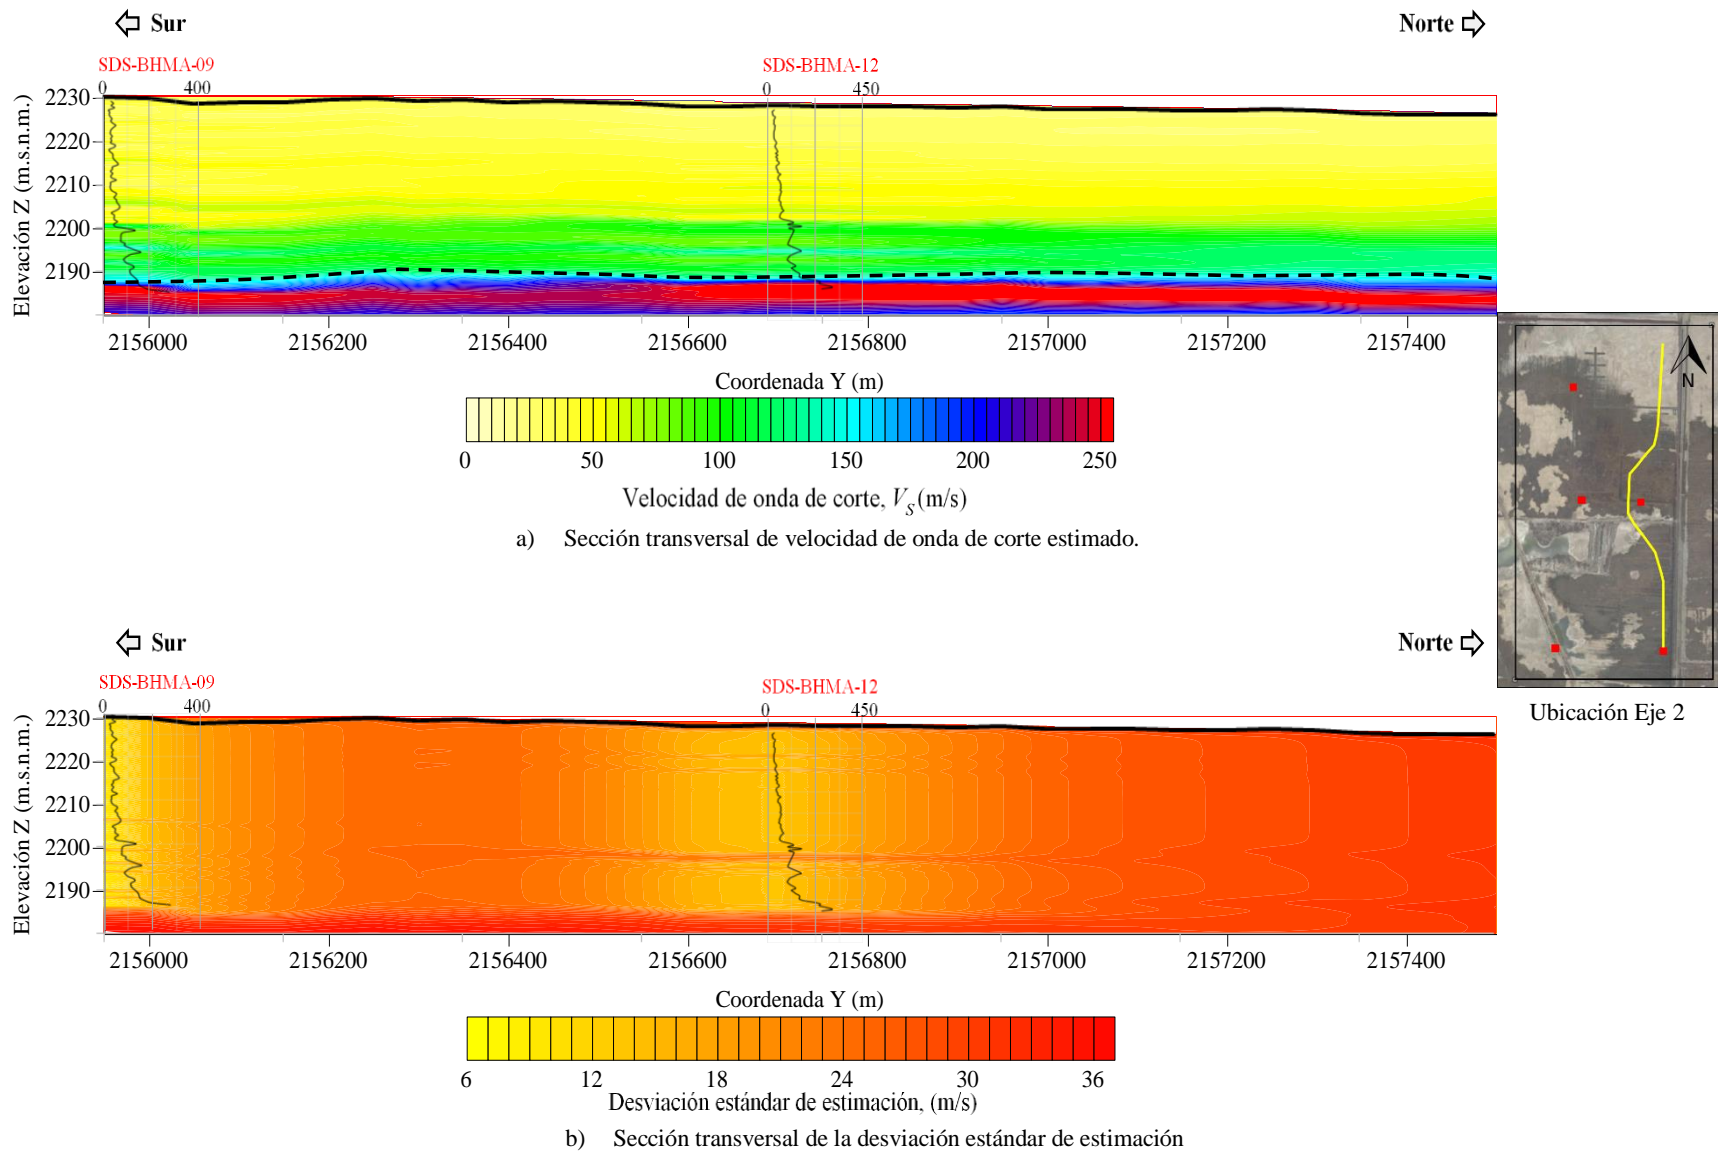 Sur
Norte
SDS-BHMA-09
SDS-BHMA-12
0 400
0 450
Elevación Z (m.s.n.m.)
2230
2220
2210
2200
2190
2156000 2156200 2156400 2156600 2156800 2157000 2157200 2157400
Coordenada Y (m)
0 50 100 150 200 250
Velocidad de onda de corte, VS (m/s)
a) Sección transversal de velocidad de onda de corte estimado.
N
Ubicación Eje 2
Sur
Norte
SDS-BHMA-09
SDS-BHMA-12
0 400
0 450
Elevación Z (m.s.n.m.)
2230
2220
2210
2200
2190
2156000 2156200 2156400 2156600 2156800 2157000 2157200 2157400
Coordenada Y (m)
6 12 18 24 30 36
Desviación estándar de estimación, (m/s)
b) Sección transversal de la desviación estándar de estimación